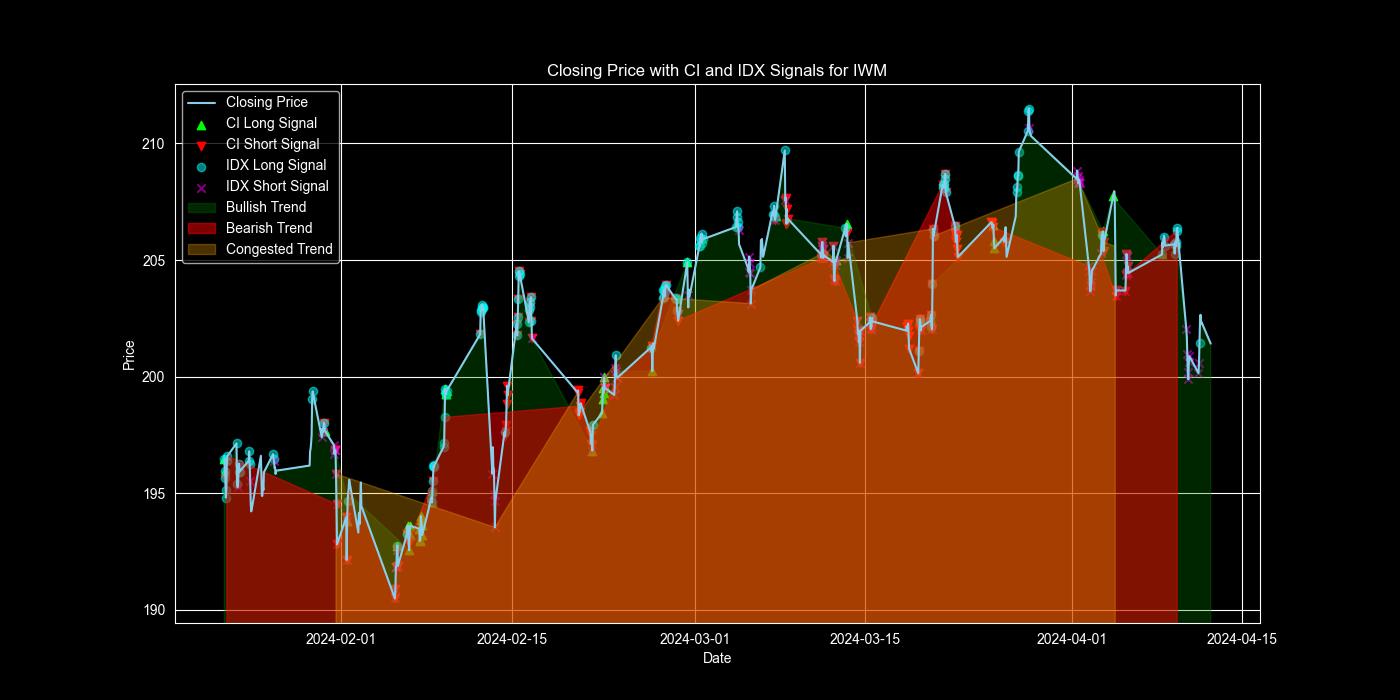 Closing Price with CI and IDX Signals for IWM
Closing Price
CI Long Signal
CI Short Signal
IDX Long Signal
IDX Short Signal
Bullish Trend
Bearish Trend
Congested Trend
Price
210
205
200
195
190
2024-02-01
2024-02-15
2024-03-01
2024-03-15
2024-04-01
2024-04-15
Date